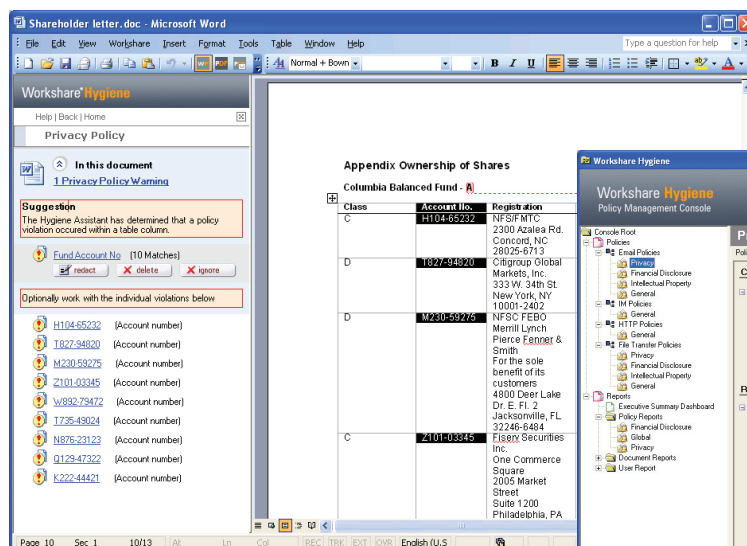 Shareholder letter.doc - Microsoft Word
File Edit View Workshare Insert Format Tools Table Window Help
Type a question for help
Normal + Bown
B I U
Workshare Hygiene
Help | Back | Home
Privacy Policy
In this document
1 Privacy Policy Warning
Suggestion
The Hygiene Assistant has determined that a policy
violation occured within a table column.
Fund Account No (10 Matches)
redact delete ignore
Optionally work with the individual violations below
H104-65232 (Account number)
T827-94820 (Account number)
M230-59275 (Account number)
Z101-03345 (Account number)
W892-79472 (Account number)
T735-49024 (Account number)
N876-23123 (Account number)
Q129-47322 (Account number)
K222-44421 (Account number)
Appendix Ownership of Shares
Columbia Balanced Fund - A
Class Account No. Registration
C H104-65232 NFS/FMTC
2300 Azalea Rd.
Concord, NC
28025-6713
D T827-94820 Citigroup Global
Markets, Inc.
333 W. 34th St.
New York, NY
10001-2402
D M230-59275 NFSC FEBO
Merrill Lynch
Pierce Fenner &
Smith
For the sole
benefit of its
customers
4800 Deer Lake
Dr. E. Fl. 2
Jacksonville, FL
32246-6484
C Z101-03345 Fiserv Securities
Inc.
One Commerce
Square
2005 Market
Street
Suite 1200
Philadelphia, PA
Workshare Hygiene
Workshare Hygiene
Policy Management Console
Console Root
Policies
Email Policies
Privacy
Financial Disclosure
Intellectual Property
General
IM Policies
General
HTTP Policies
General
File Transfer Policies
Privacy
Financial Disclosure
Intellectual Property
General
Reports
Executive Summary Dashboard
Policy Reports
Financial Disclosure
Global
Privacy
Document Reports
User Report
Page 10 Sec 1 10/13 At Ln Col REC TRK EXT OVR English (U.S